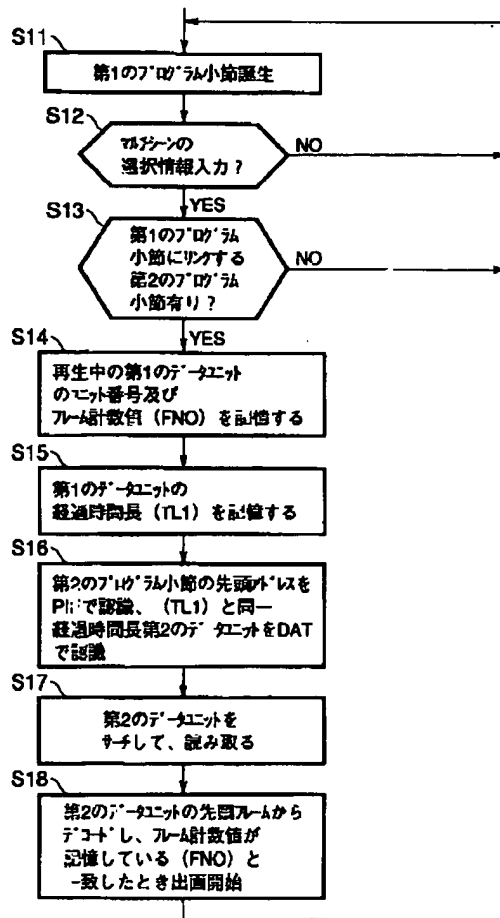 S11
第1のプログラム小節誕生
S12
マルチシーンの
選択情報入力？
NO
YES
S13
第1のプログラム
小節にリンクする
第2のプログラム
小節有り？
NO
YES
S14
再生中の第1のデータユニット
のユニット番号及び
フレーム計数値（FNO）を記憶する
S15
第1のデータユニットの
経過時間長（TL1）を記憶する
S16
第2のプログラム小節の先頭アドレスを
で認識、（TL1）と同一
経過時間長第2のデータユニットをDAT
で認識
S17
第2のデータユニットを
サーチして、読み取る
S18
第2のデータユニットの先頭フレームから
デコードし、フレーム計数値が
記憶している（FNO）と
一致したとき出画開始